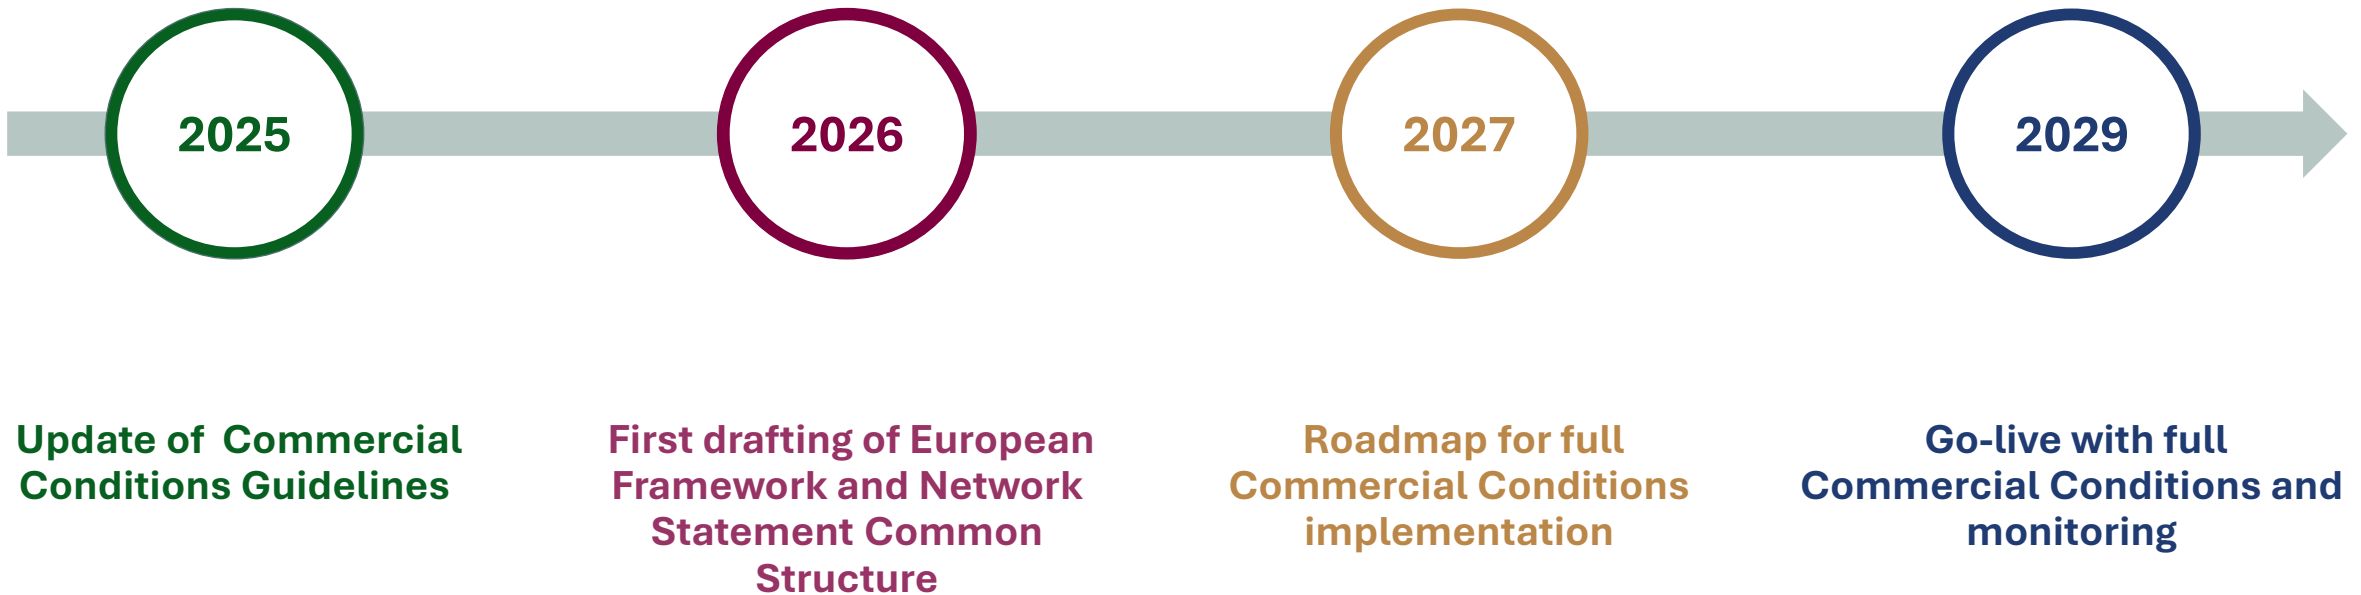 2025
2026
2027
2029
Update of Commercial
Conditions Guidelines
First drafting of European
Framework and Network
Statement Common
Structure
Roadmap for full
Commercial Conditions
implementation
Go-live with full
Commercial Conditions and
monitoring